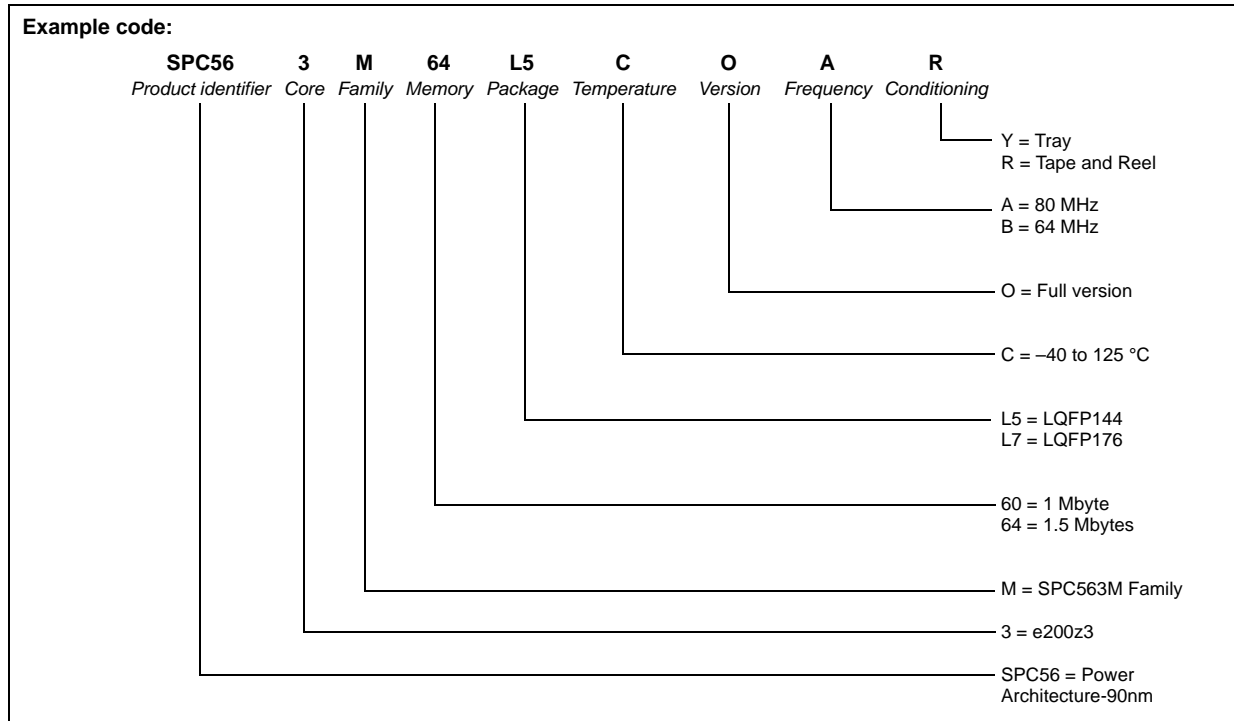 Example code:
SPC56 3 M 64 L5 C O A R
Product identifier Core Family Memory Package Temperature Version Frequency Conditioning
Y = Tray
R = Tape and Reel
A = 80 MHz
B = 64 MHz
O = Full version
C = –40 to 125 °C
L5 = LQFP144
L7 = LQFP176
60 = 1 Mbyte
64 = 1.5 Mbytes
M = SPC563M Family
3 = e200z3
SPC56 = Power
Architecture-90nm